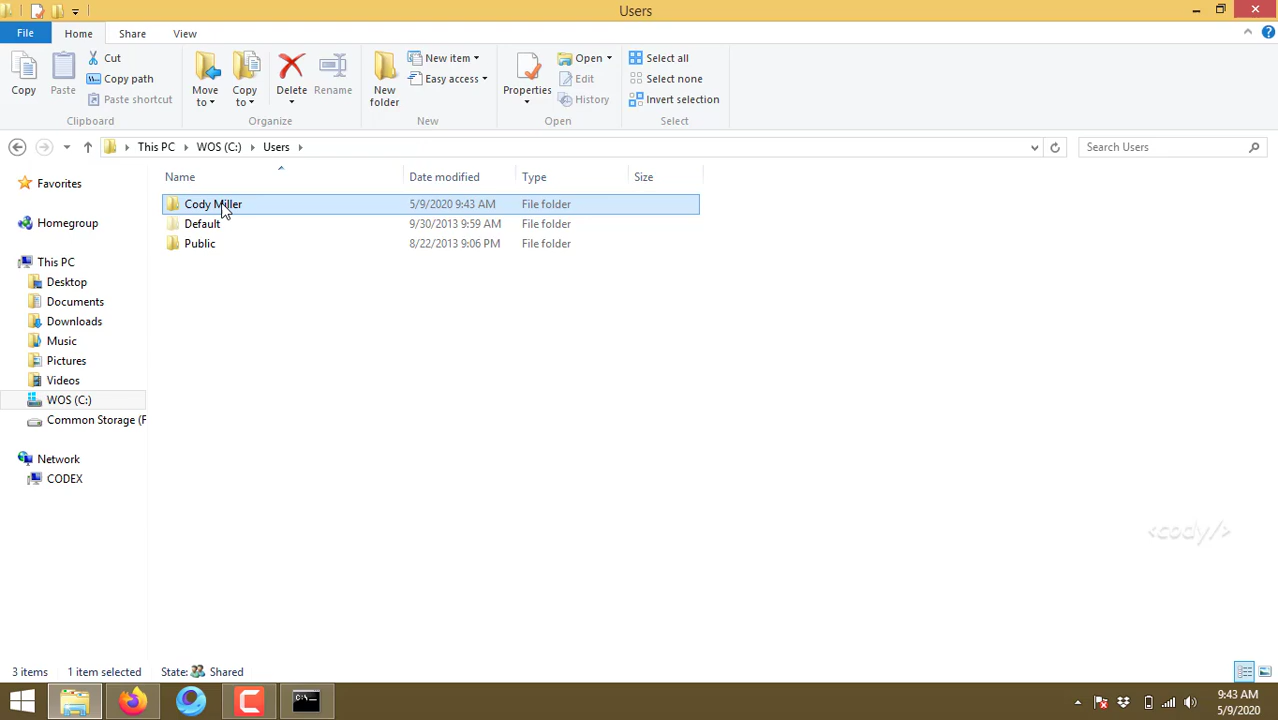 Users
File
Home
Share
View
Copy
Paste
Cut
Copy path
Paste shortcut
Clipboard
Move to
Copy to
Delete
Rename
Organize
New folder
New item
Easy access
New
Properties
Open
Edit
History
Open
Select all
Select none
Invert selection
Select
This PC
WOS (C:)
Users
Search Users
Name
Date modified
Type
Size
Cody Miller 5/9/2020 9:43 AM File folder
Default 9/30/2013 9:59 AM File folder
Public 8/22/2013 9:06 PM File folder
Favorites
Homegroup
This PC
Desktop
Documents
Downloads
Music
Pictures
Videos
WOS (C:)
Common Storage (F
Network
CODEX
<cody/>
3 items
1 item selected
State:
Shared
C:\
9:43 AM
5/9/2020